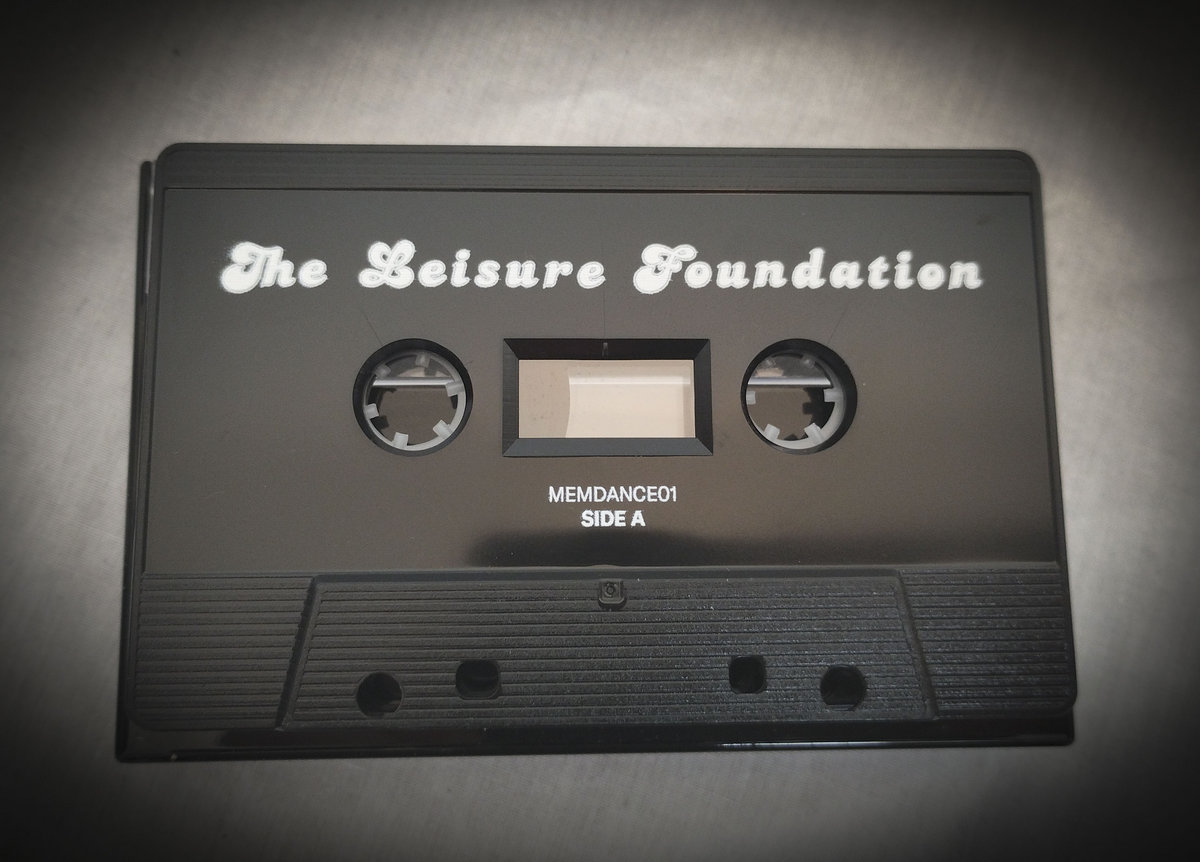 The Leisure Foundation
MEMDANCE01
SIDE A